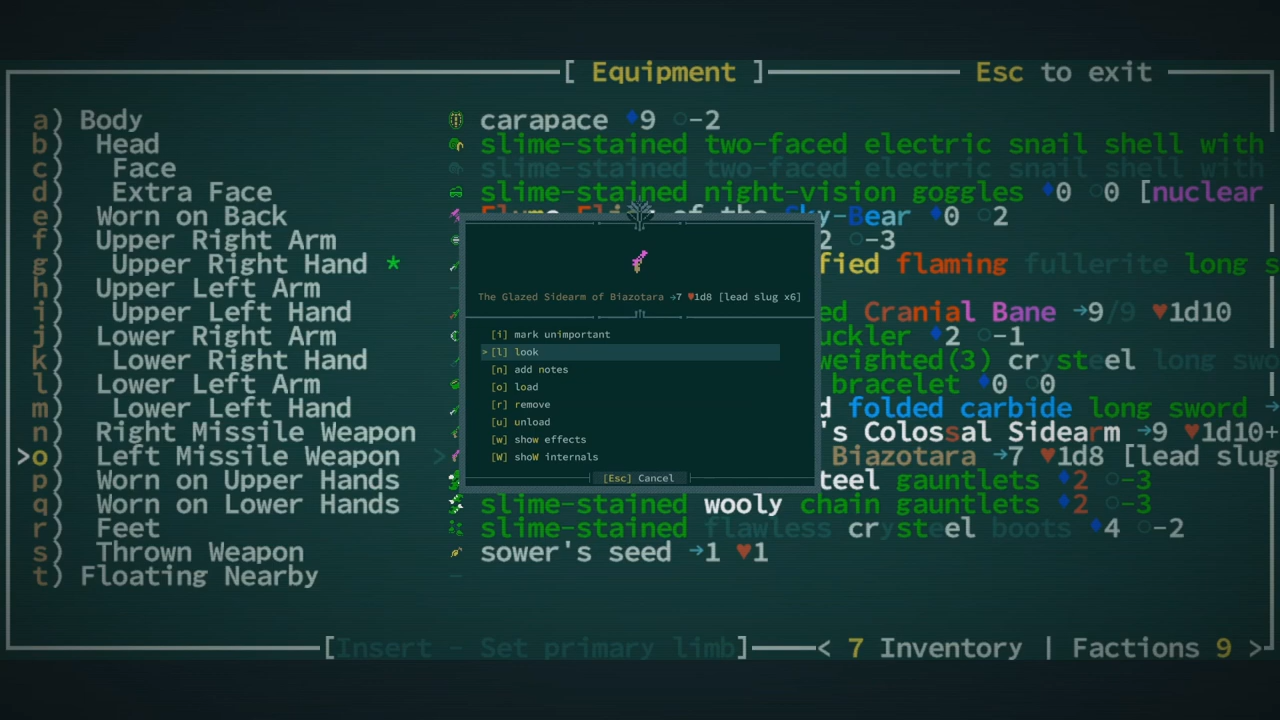 [ Equipment ] Esc to exit
a) Body carapace ♦9 ○-2
b) Head slime-stained two-faced electric snail shell with
c) Face slime-stained two-faced electric snail shell with
d) Extra Face slime-stained night-vision goggles ♦0 ○0 [nuclear
e) Worn on Back of the Sky-Bear ♦0 ○2
f) Upper Right Arm 2 ○-3
g) Upper Right Hand * fied flaming fullerite long s
h) Upper Left Arm
i) Upper Left Hand ed Cranial Bane →9/9 ♥1d10
j) Lower Right Arm uckler ♦2 ○-1
k) Lower Right Hand weighted(3) crysteel long sw
l) Lower Left Arm bracelet ♦0 ○0
m) Lower Left Hand d folded carbide long sword →
n) Right Missile Weapon 's Colossal Sidearm →9 ♥1d10+
>o) Left Missile Weapon > Biazotara →7 ♥1d8 [lead slug
p) Worn on Upper Hands teel gauntlets ♦2 ○-3
q) Worn on Lower Hands slime-stained wooly chain gauntlets ♦2 ○-3
r) Feet slime-stained flawless crysteel boots ♦4 ○-2
s) Thrown Weapon sower's seed →1 ♥1
t) Floating Nearby –
[Insert - Set primary limb] < 7 Inventory | Factions 9 >
The Glazed Sidearm of Biazotara →7 ♥1d8 [lead slug x6]
[i] mark unimportant
> [l] look
[n] add notes
[o] load
[r] remove
[u] unload
[w] show effects
[W] shoW internals
[Esc] Cancel